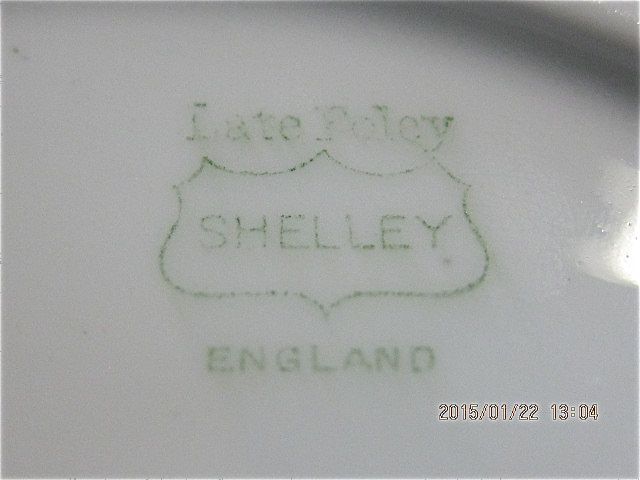 Late Foley
SHELLEY
ENGLAND
2015/01/22 13:04